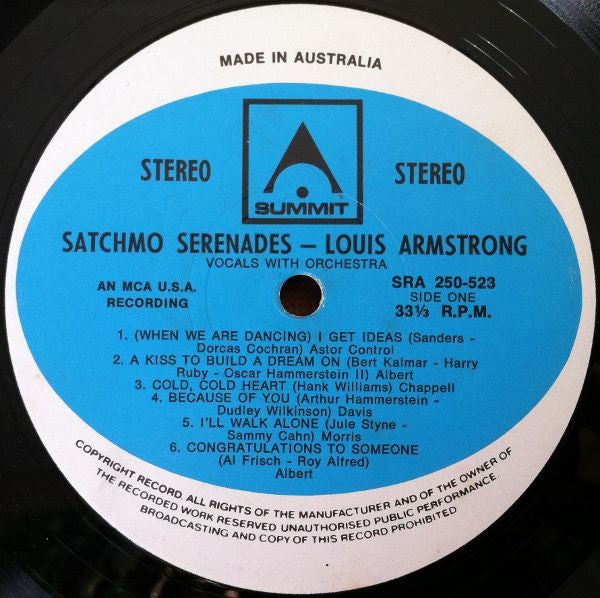 MADE IN AUSTRALIA
STEREO
STEREO
SUMMIT
SATCHMO SERENADES – LOUIS ARMSTRONG
VOCALS WITH ORCHESTRA
AN MCA U.S.A.
RECORDING
SRA 250-523
SIDE ONE
33⅓ R.P.M.
1. (WHEN WE ARE DANCING) I GET IDEAS (Sanders -
Dorcas Cochran) Astor Control
2. A KISS TO BUILD A DREAM ON (Bert Kalmar - Harry
Ruby - Oscar Hammerstein II) Albert
3. COLD, COLD HEART (Hank Williams) Chappell
4. BECAUSE OF YOU (Arthur Hammerstein -
Dudley Wilkinson) Davis
5. I'LL WALK ALONE (Jule Styne -
Sammy Cahn) Morris
6. CONGRATULATIONS TO SOMEONE
(Al Frisch - Roy Alfred)
Albert
COPYRIGHT RECORD ALL RIGHTS OF THE MANUFACTURER AND OF THE OWNER OF
THE RECORDED WORK RESERVED UNAUTHORISED PUBLIC PERFORMANCE.
BROADCASTING AND COPY OF THIS RECORD PROHIBITED